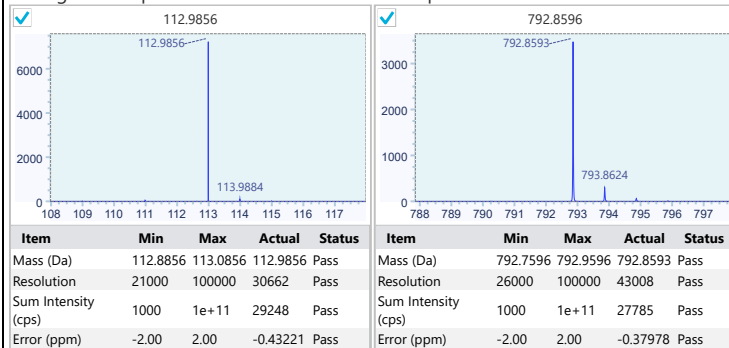 112.9856
112.9856
6000
4000
2000
0
113.9884
108 109 110 111 112 113 114 115 116 117
Item Min Max Actual Status
Mass (Da) 112.8856 113.0856 112.9856 Pass
Resolution 21000 100000 30662 Pass
Sum Intensity
(cps) 1000 1e+11 29248 Pass
Error (ppm) -2.00 2.00 -0.43221 Pass
792.8596
792.8593
3000
2000
1000
0
793.8624
788 789 790 791 792 793 794 795 796 797
Item Min Max Actual Status
Mass (Da) 792.7596 792.9596 792.8593 Pass
Resolution 26000 100000 43008 Pass
Sum Intensity
(cps) 1000 1e+11 27785 Pass
Error (ppm) -2.00 2.00 -0.37978 Pass